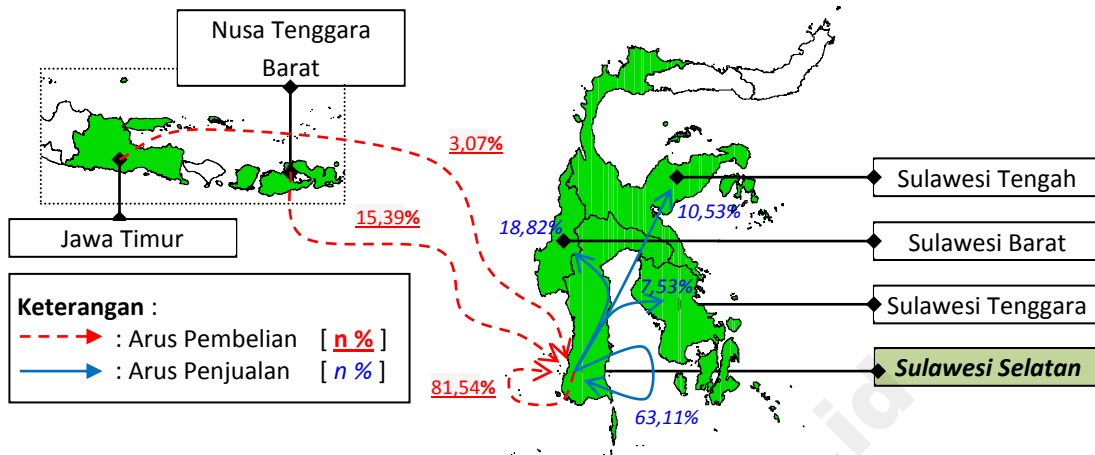 Nusa Tenggara
Barat
3,07%
15,39%
Jawa Timur
Sulawesi Tengah
10,53%
18,82%
Sulawesi Barat
7,53%
Sulawesi Tenggara
Sulawesi Selatan
81,54%
63,11%
Keterangan :
: Arus Pembelian [ n % ]
: Arus Penjualan [ n % ]
id